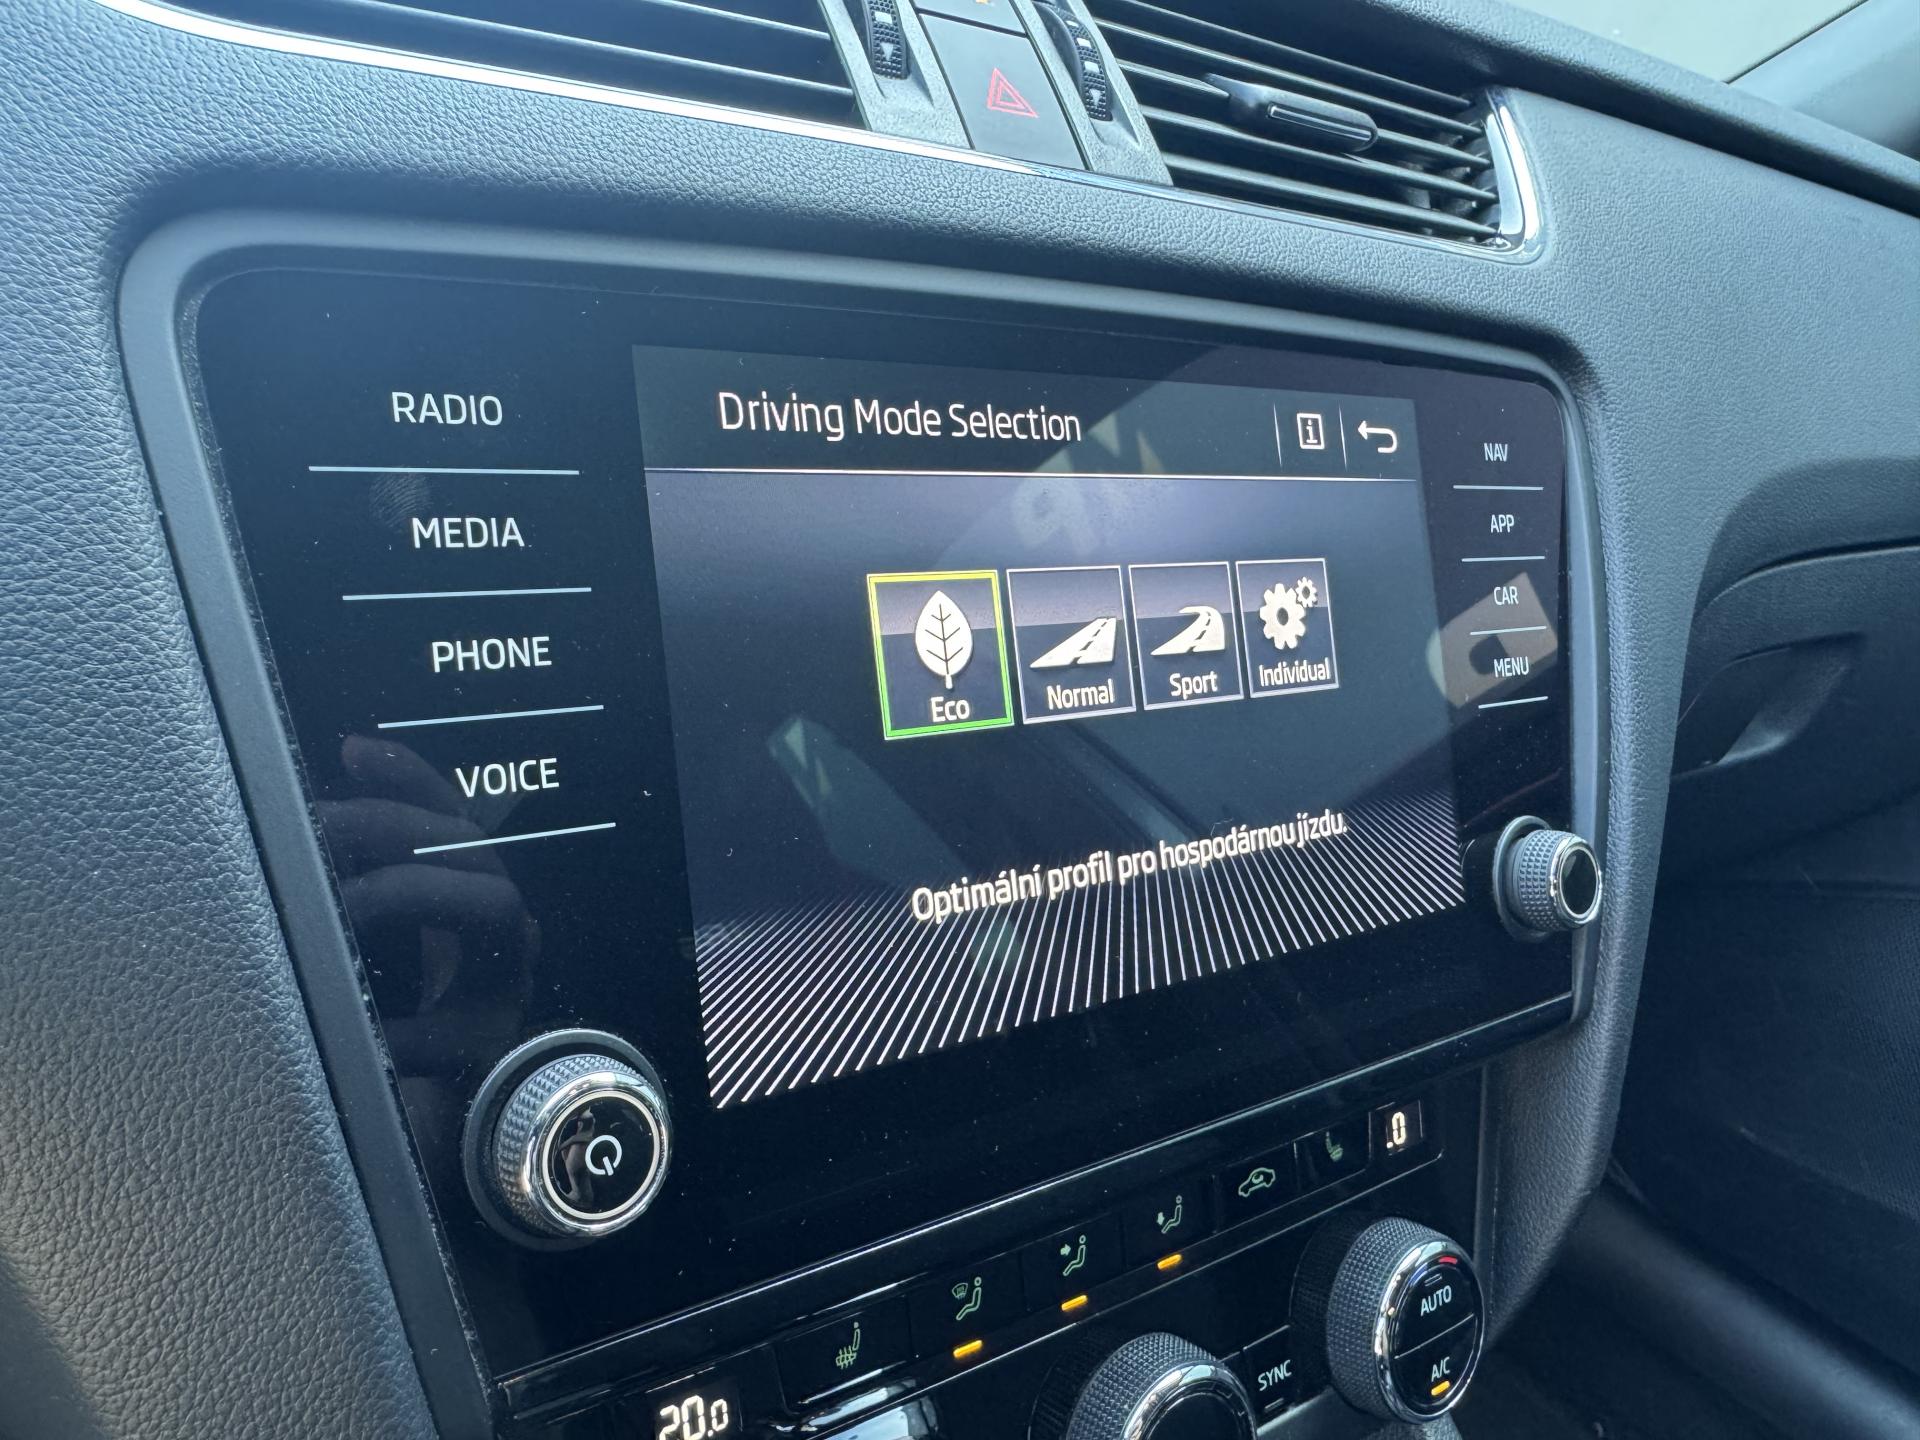 RADIO
MEDIA
PHONE
VOICE
Driving Mode Selection
Eco
Normal
Sport
Individual
Optimální profil pro hospodárnou jízdu.
NAV
APP
CAR
MENU
20.0
.0
SYNC
AUTO
A/C